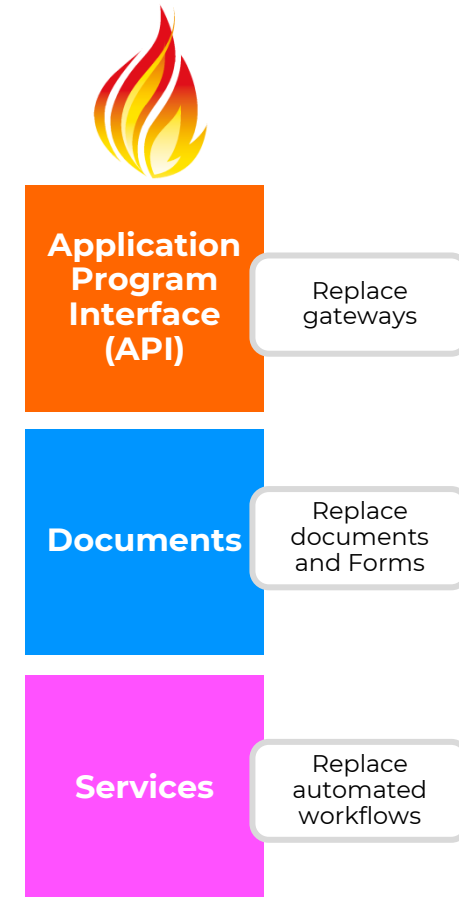 Application
Program
Interface
(API)
Replace
gateways
Documents
Replace
documents
and Forms
Services
Replace
automated
workflows